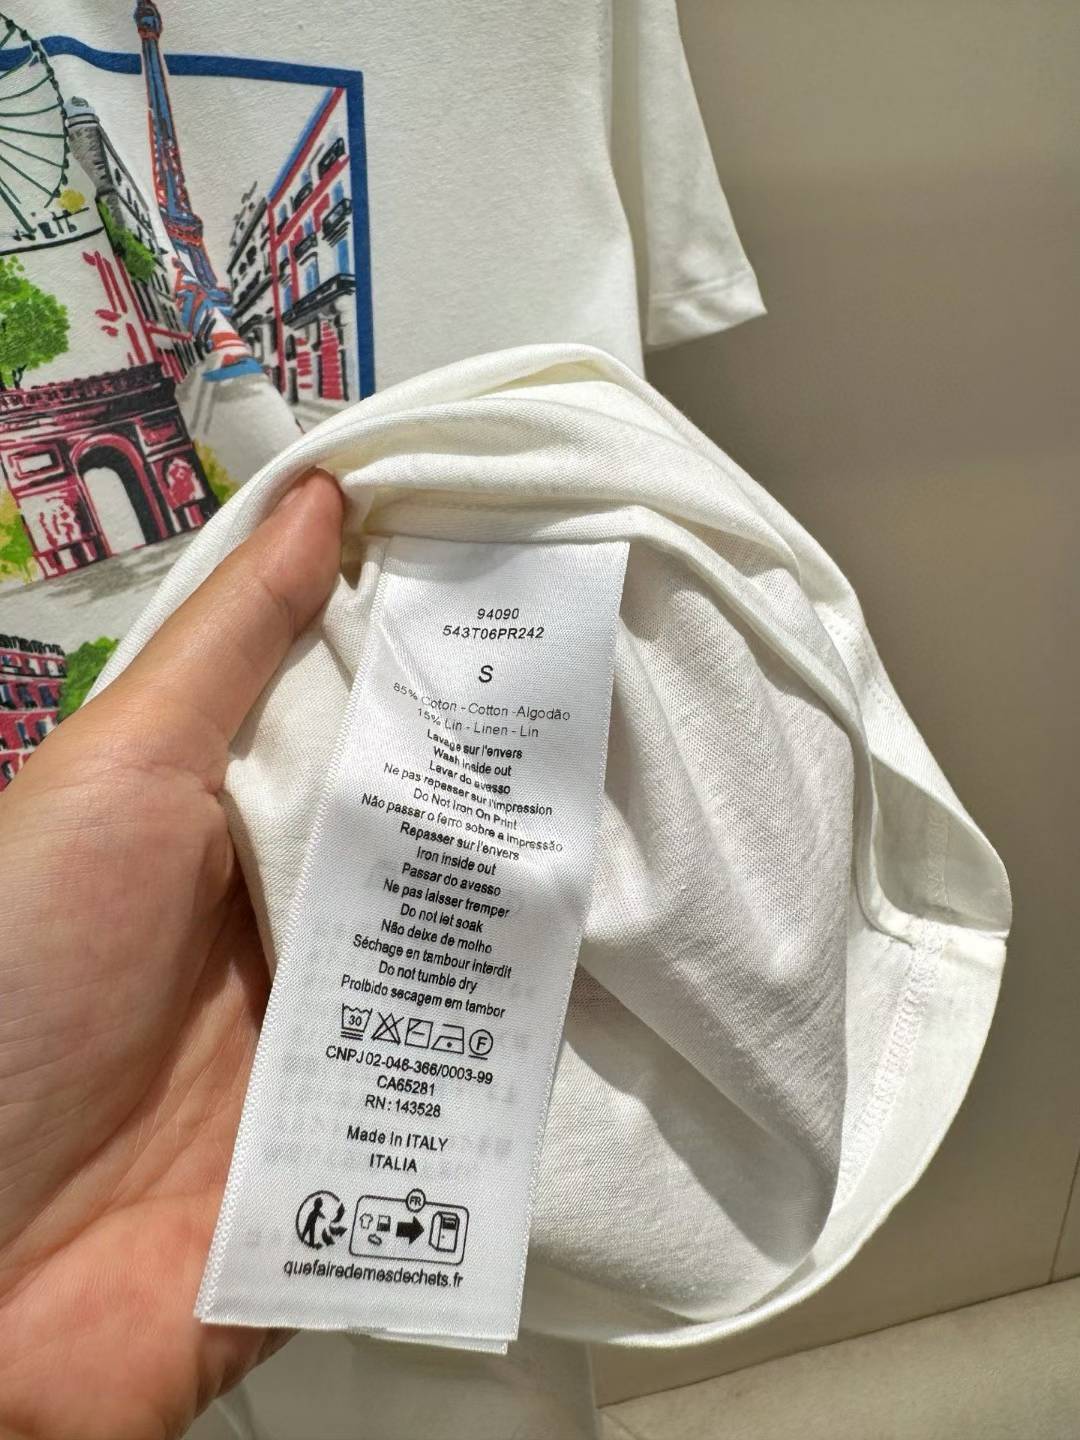 94090
543T06PR242
S
85% Coton - Cotton -Algodão
15% Lin - Linen - Lin
Lavage sur l'envers
Wash inside out
Lavar do avesso
Ne pas repasser sur l'impression
Do Not Iron On Print
Não passar o ferro sobre a impressão
Repasser sur l'envers
Iron inside out
Passar do avesso
Ne pas laisser tremper
Do not let soak
Não deixe de molho
Séchage en tambour interdit
Do not tumble dry
Proibido secagem em tambor
30 F
CNPJ 02-046-366/0003-99
CA65281
RN: 143528
Made in ITALY
ITALIA
FR
quefairedemesdechets.fr